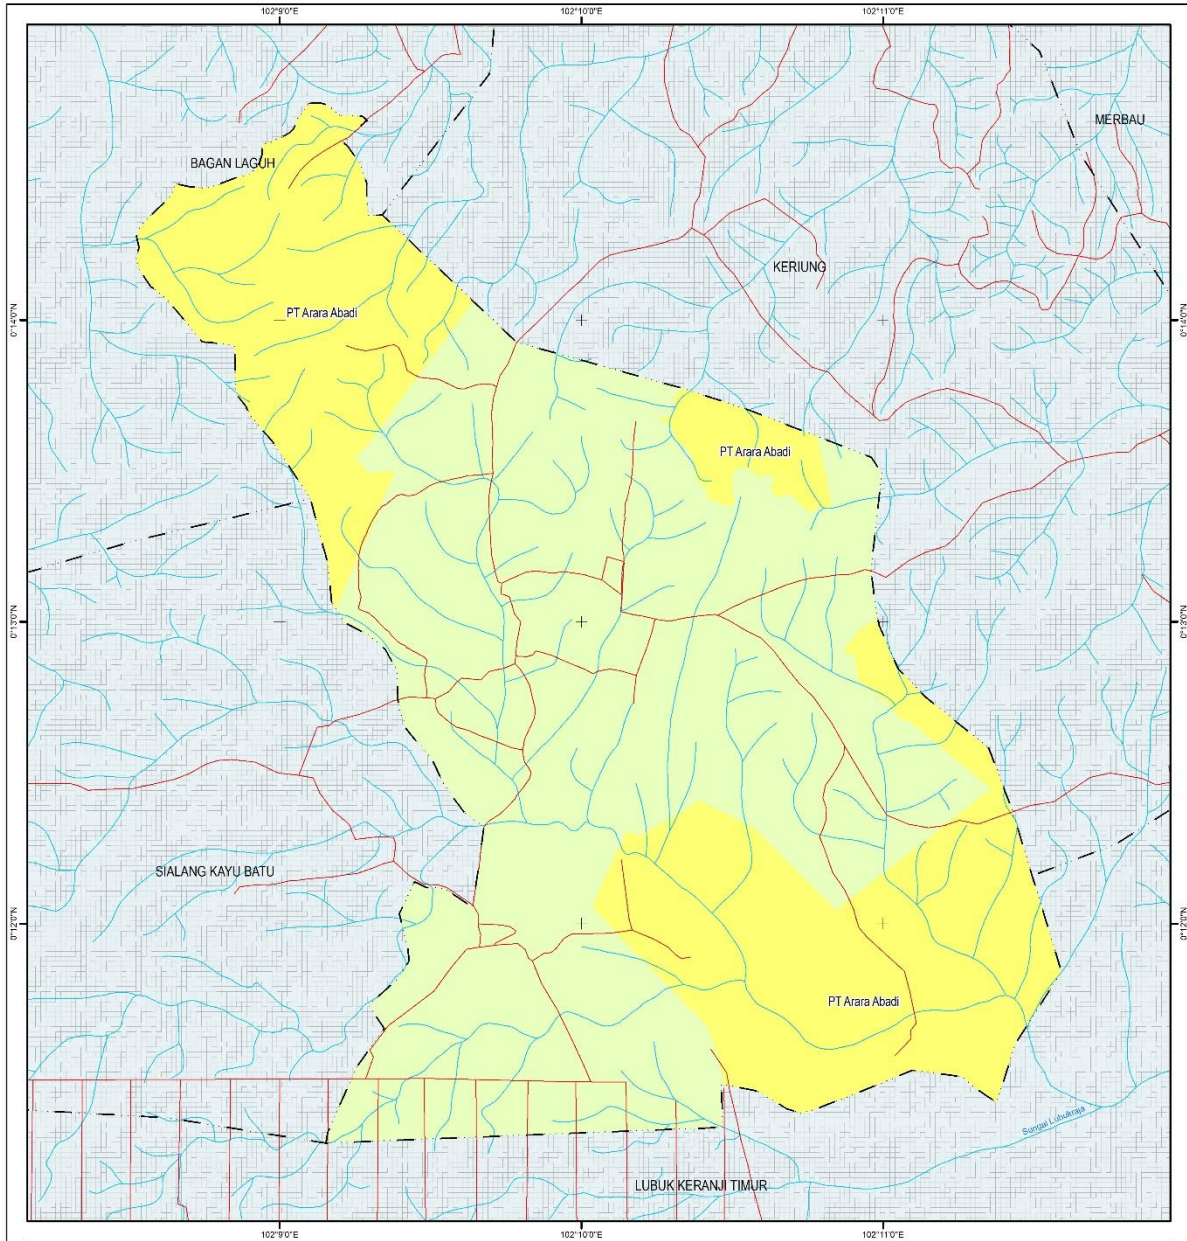 102°9'0"E
102°10'0"E
102°11'0"E
MERBAU
BAGAN LAGUH
KERIUNG
PT Arara Abadi
0°14'0"N
0°14'0"N
PT Arara Abadi
0°13'0"N
0°13'0"N
SIALANG KAYU BATU
0°12'0"N
0°12'0"N
PT Arara Abadi
Sungai Lubukraja
LUBUK KERANJI TIMUR
102°9'0"E
102°10'0"E
102°11'0"E